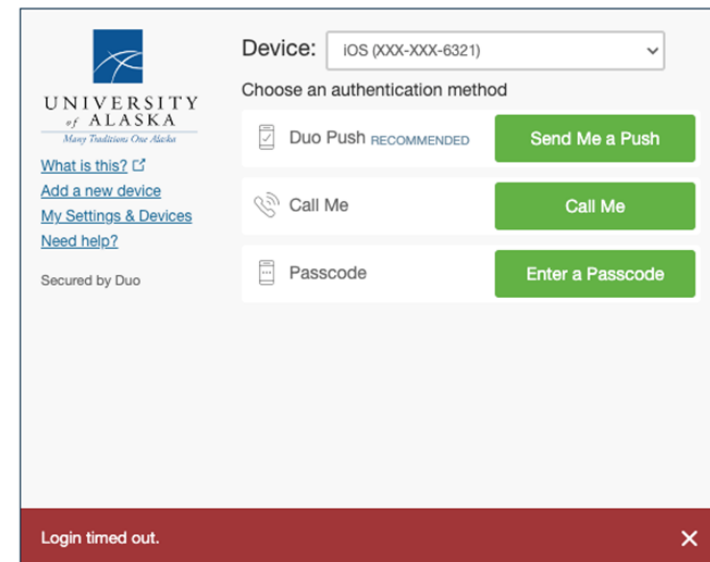 UNIVERSITY
of ALASKA
Many Traditions One Alaska
What is this?
Add a new device
My Settings & Devices
Need help?
Secured by Duo
Device: iOS (XXX-XXX-6321)
Choose an authentication method
Duo Push RECOMMENDED Send Me a Push
Call Me Call Me
Passcode Enter a Passcode
Login timed out.